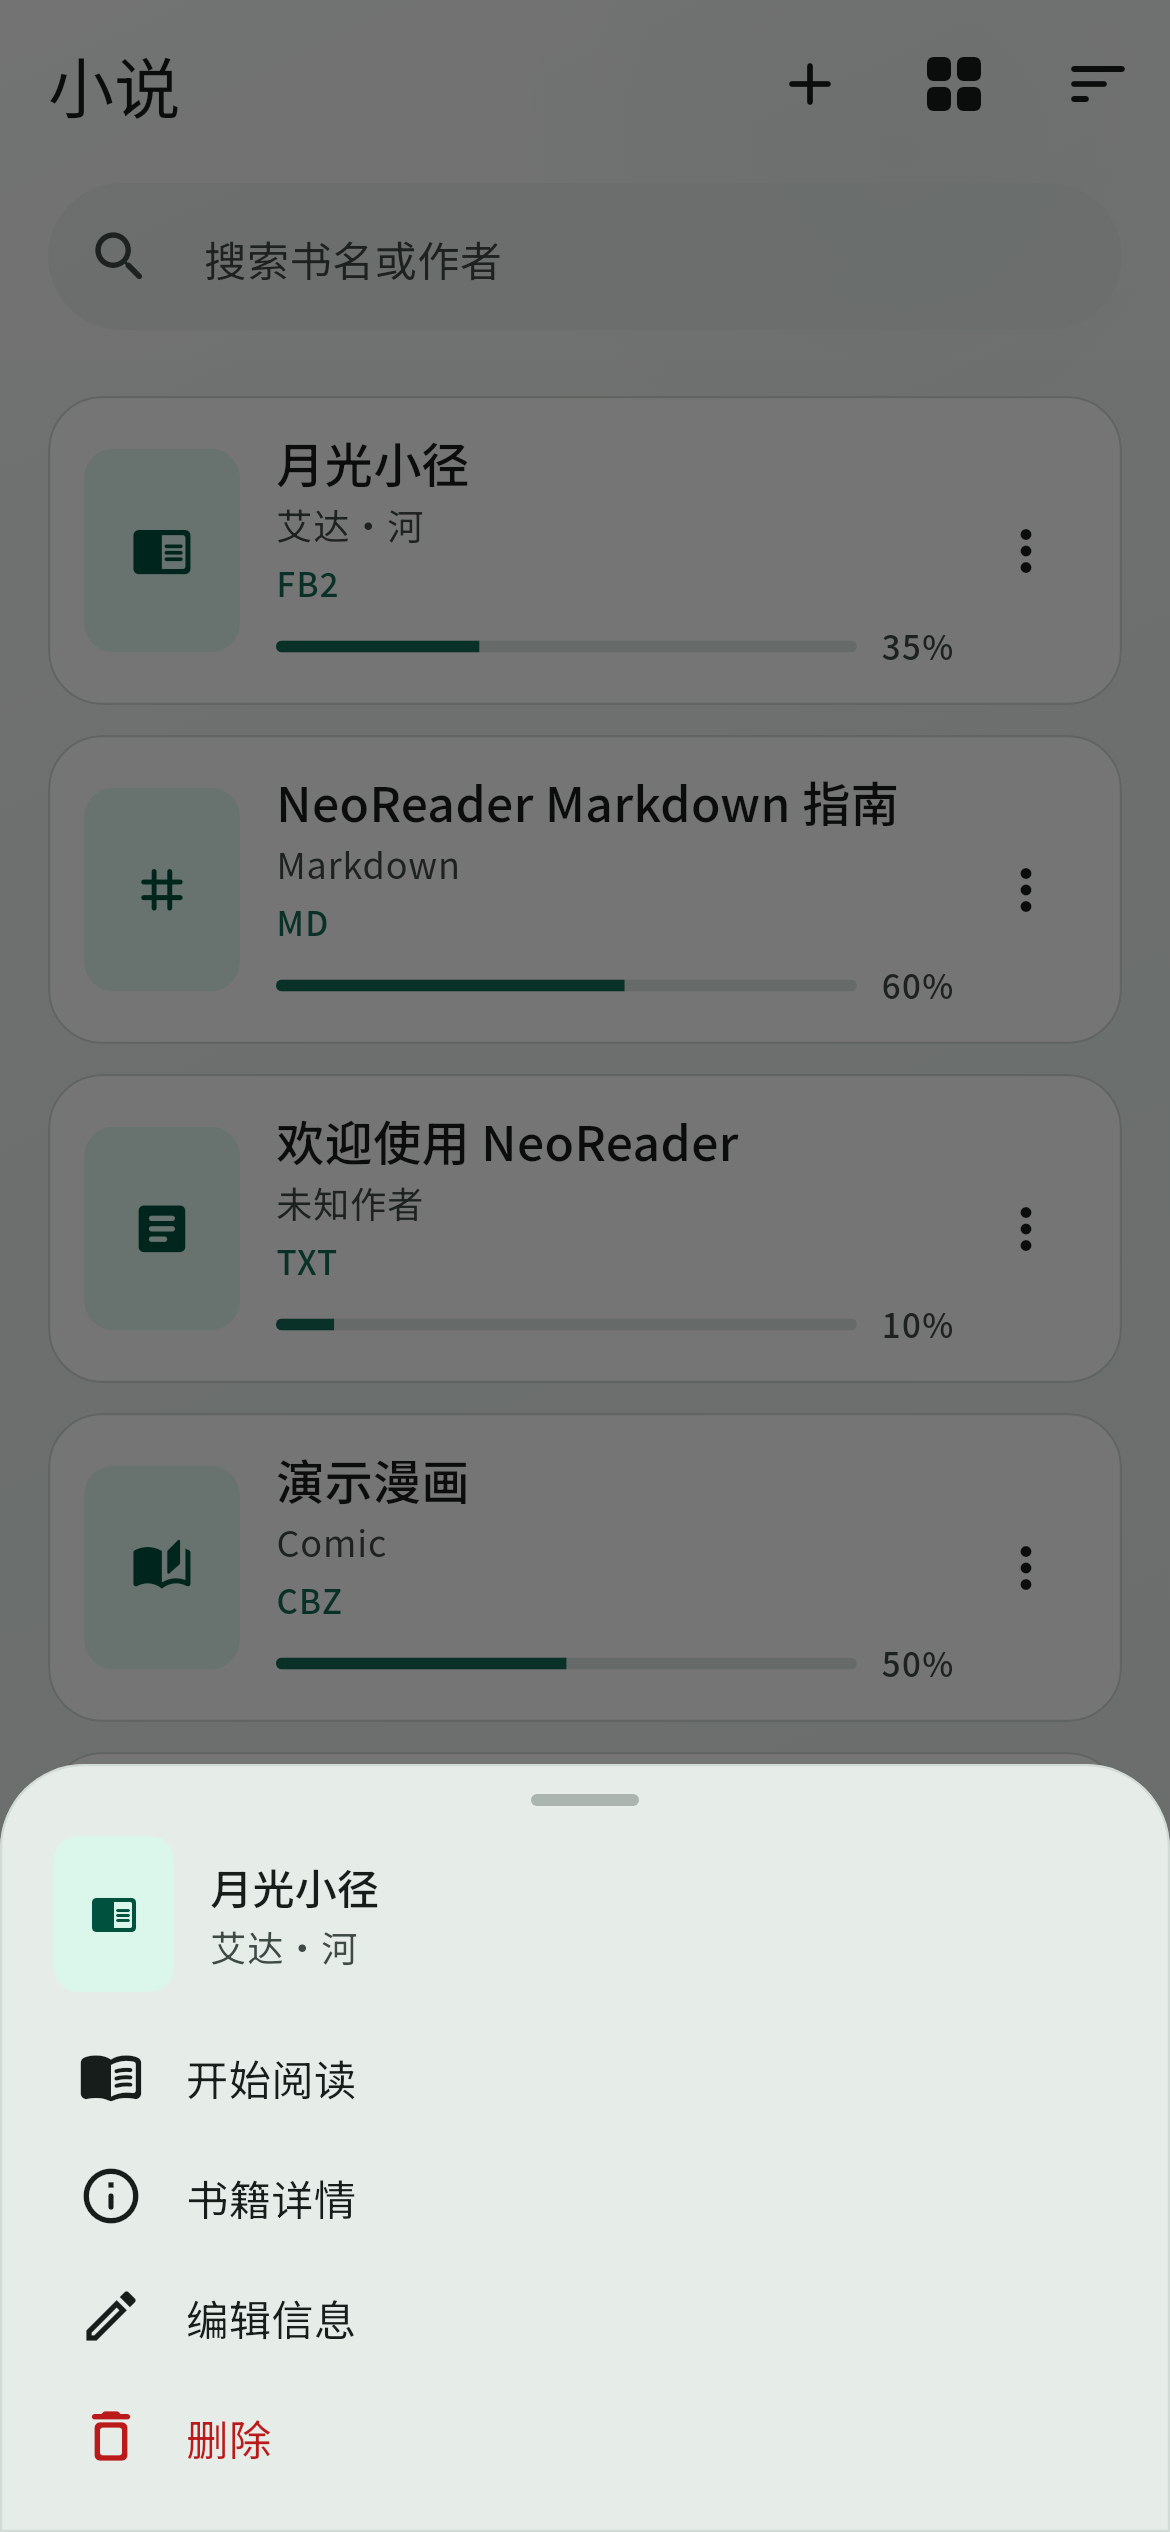 小说
搜索书名或作者
月光小径
艾达·河
FB2
35%
NeoReader Markdown 指南
Markdown
MD
60%
欢迎使用 NeoReader
未知作者
TXT
10%
演示漫画
Comic
CBZ
50%
月光小径
艾达·河
开始阅读
书籍详情
编辑信息
删除